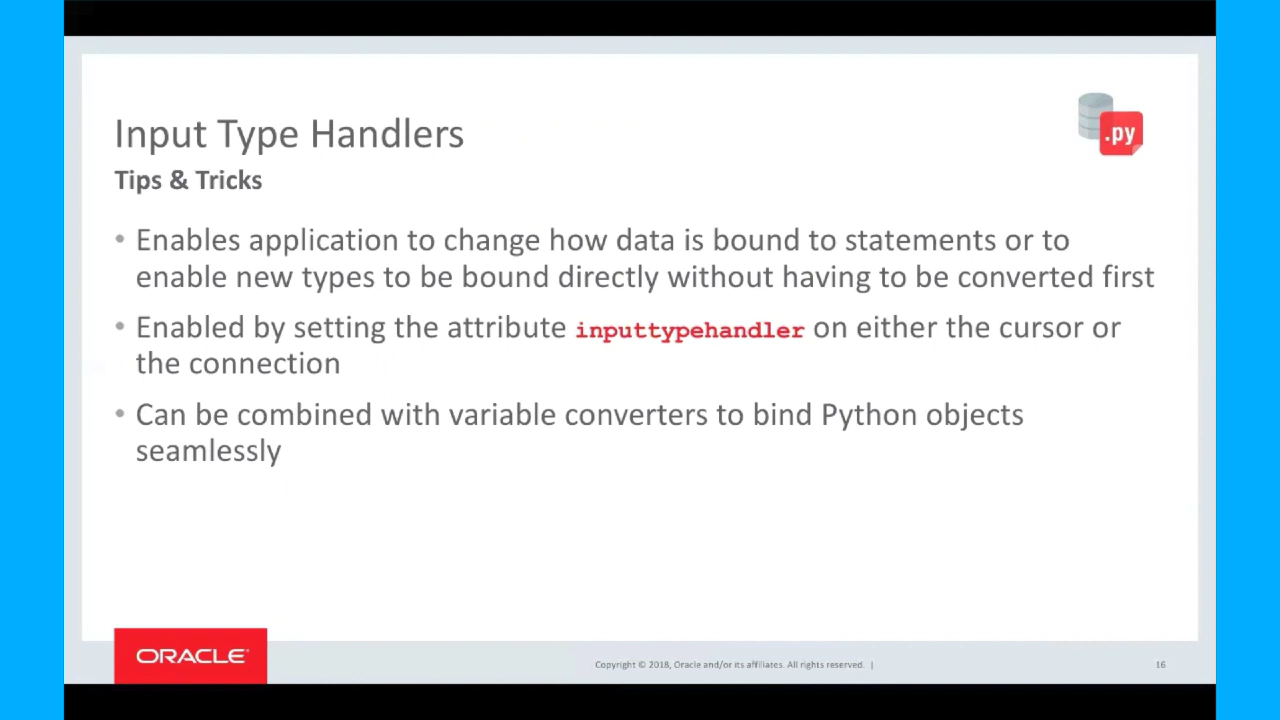 .py
Input Type Handlers
Tips & Tricks
• Enables application to change how data is bound to statements or to
enable new types to be bound directly without having to be converted first
• Enabled by setting the attribute inputtypehandler on either the cursor or
the connection
• Can be combined with variable converters to bind Python objects
seamlessly
ORACLE®
Copyright © 2018, Oracle and/or its affiliates. All rights reserved. |
16